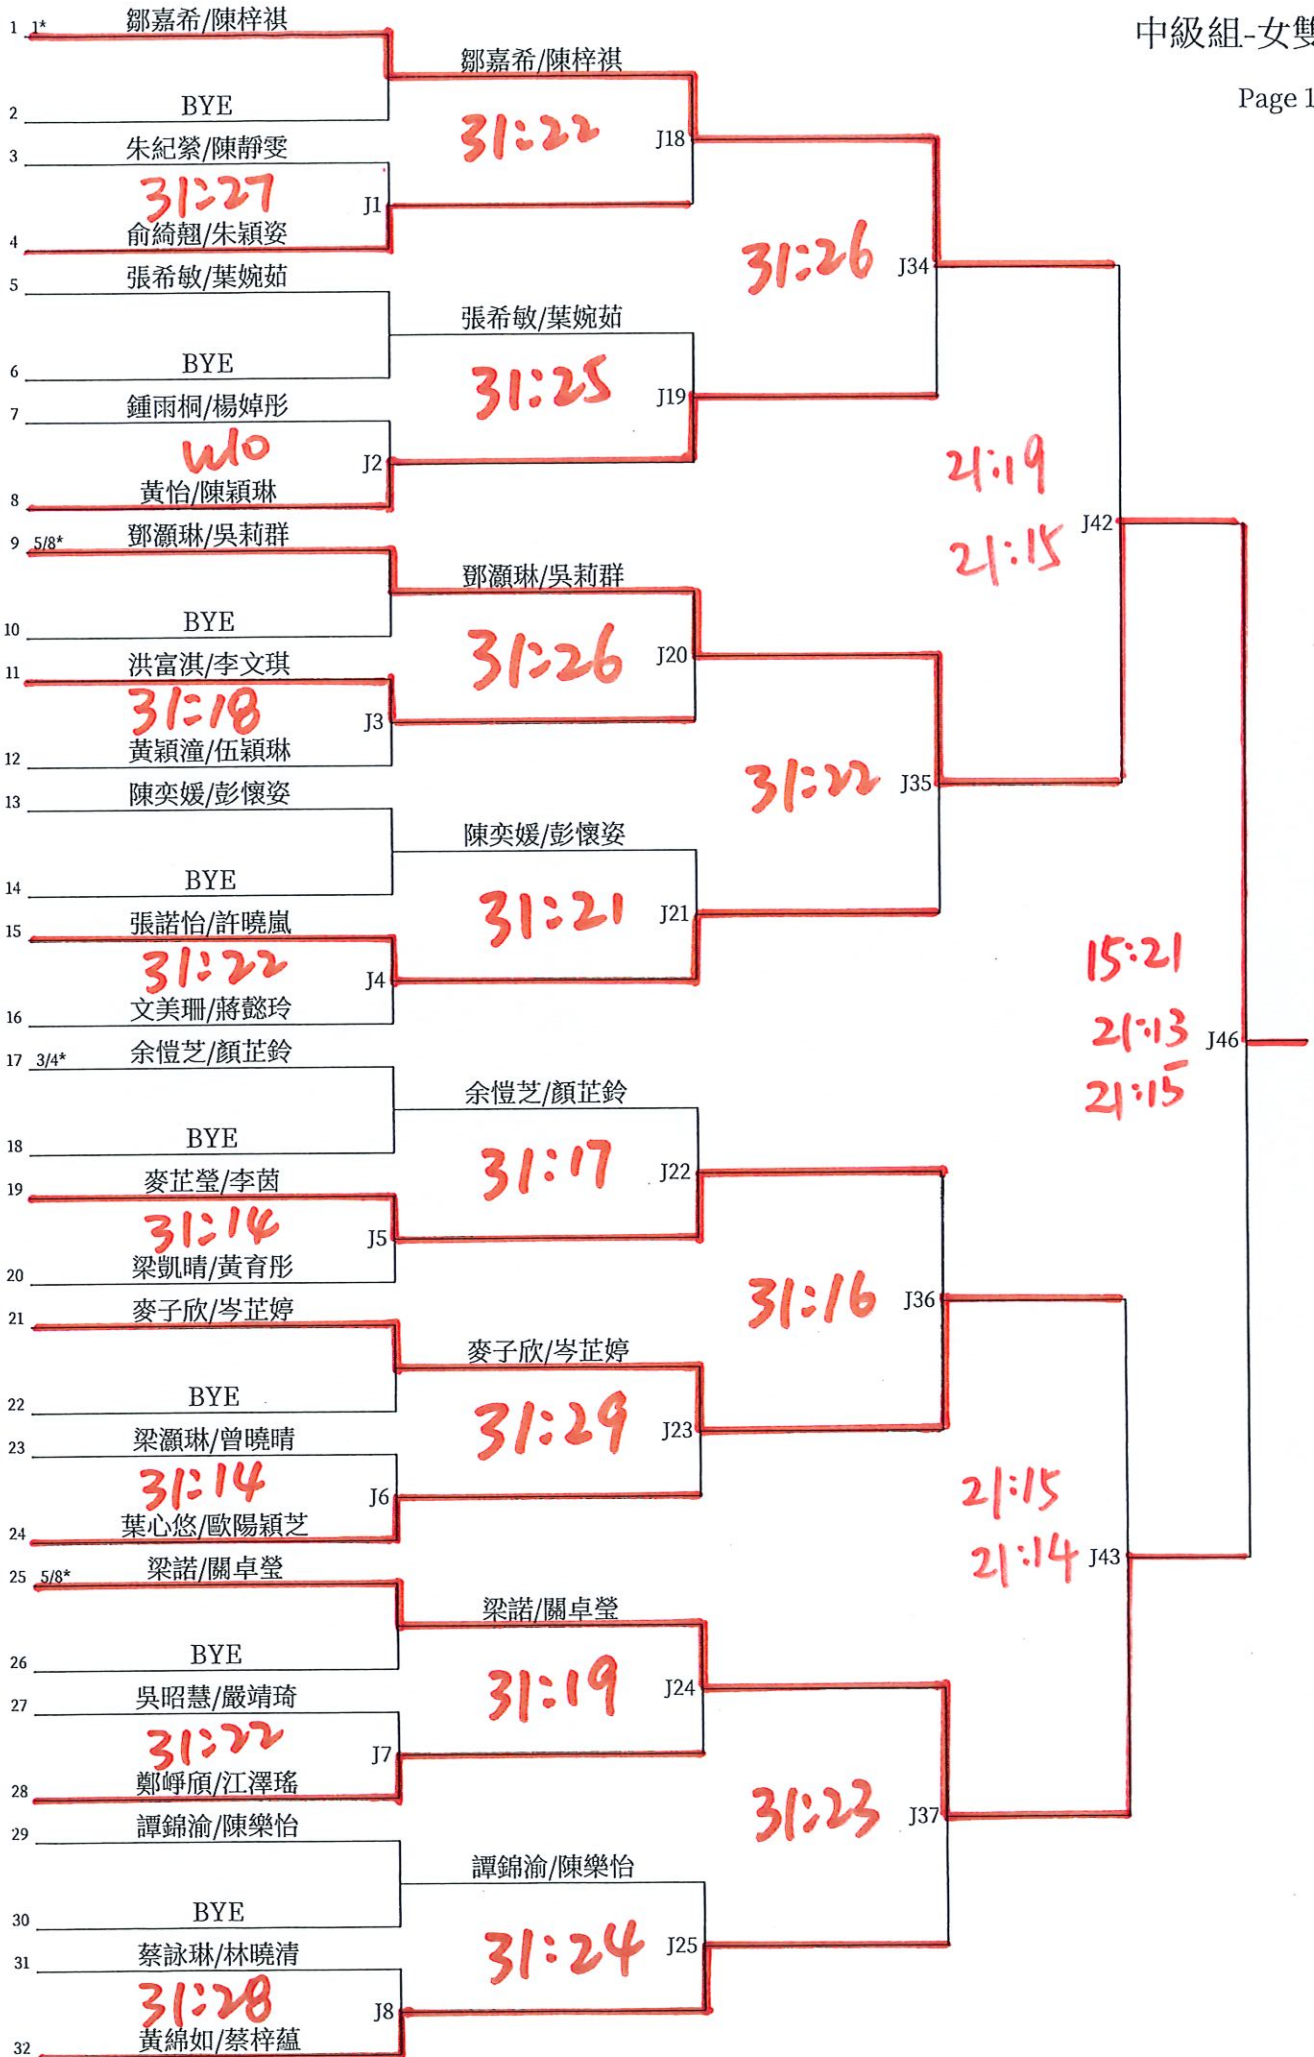 中級組-女雙
Page 1
1 1* 鄒嘉希/陳梓祺
鄒嘉希/陳梓祺
2 BYE
31:22 J18
3 朱紀縈/陳靜雯
31:27 J1
4 俞綺翹/朱穎姿
31:26 J34
5 張希敏/葉婉茹
張希敏/葉婉茹
6 BYE
31:25 J19
7 鍾雨桐/楊婥彤
W/O J2
8 黃怡/陳穎琳
21:19
21:15 J42
9 5/8* 鄧灝琳/吳莉群
鄧灝琳/吳莉群
10 BYE
31:26 J20
11 洪富淇/李文琪
31:18 J3
12 黃穎潼/伍穎琳
31:22 J35
13 陳奕媛/彭懷姿
陳奕媛/彭懷姿
14 BYE
31:21 J21
15 張諾怡/許曉嵐
31:22 J4
16 文美珊/蔣懿玲
15:21
21:13 J46
21:15
17 3/4* 余愷芝/顏芷鈴
余愷芝/顏芷鈴
18 BYE
31:17 J22
19 麥芷瑩/李茵
31:14 J5
20 梁凱晴/黃育彤
31:16 J36
21 麥子欣/岑芷婷
麥子欣/岑芷婷
22 BYE
31:29 J23
23 梁灝琳/曾曉晴
31:14 J6
24 葉心悠/歐陽穎芝
21:15
21:14 J43
25 5/8* 梁諾/關卓瑩
梁諾/關卓瑩
26 BYE
31:19 J24
27 吳昭慧/嚴靖琦
31:22 J7
28 鄭崢頎/江澤瑤
31:23 J37
29 譚錦渝/陳樂怡
譚錦渝/陳樂怡
30 BYE
31:24 J25
31 蔡詠琳/林曉清
31:28 J8
32 黃綿如/蔡梓蘊